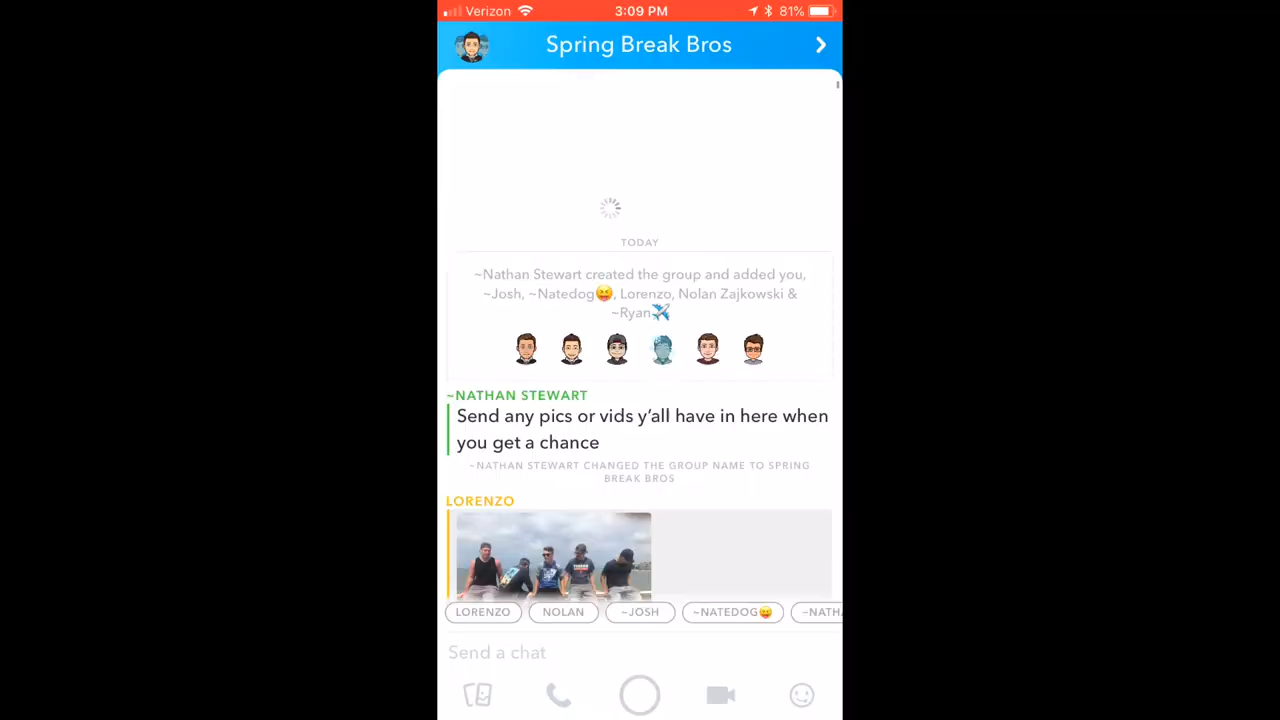 Verizon 3:09 PM 81%
Spring Break Bros
TODAY
~Nathan Stewart created the group and added you,
~Josh, ~Natedog😝, Lorenzo, Nolan Zajkowski &
~Ryan✈️
~NATHAN STEWART
Send any pics or vids y’all have in here when
you get a chance
~NATHAN STEWART CHANGED THE GROUP NAME TO SPRING
BREAK BROS
LORENZO
LORENZO NOLAN ~JOSH ~NATEDOG😝 ~NATH
Send a chat